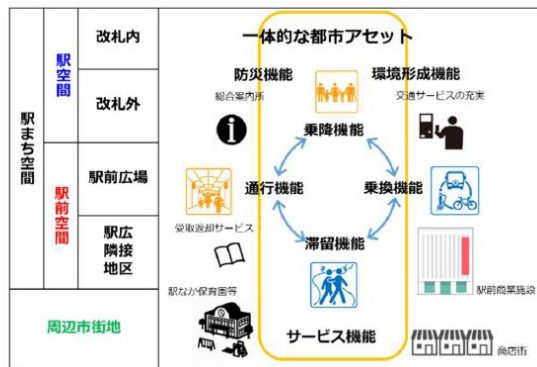 駅まち空間
駅空間
駅前空間
改札内
改札外
駅前広場
駅広
隣接
地区
周辺市街地
一体的な都市アセット
防災機能
環境形成機能
総合案内所
交通サービスの充実
乗降機能
通行機能
乗換機能
受取返却サービス
滞留機能
駅なか保育園等
駅前商業施設
サービス機能
商店街